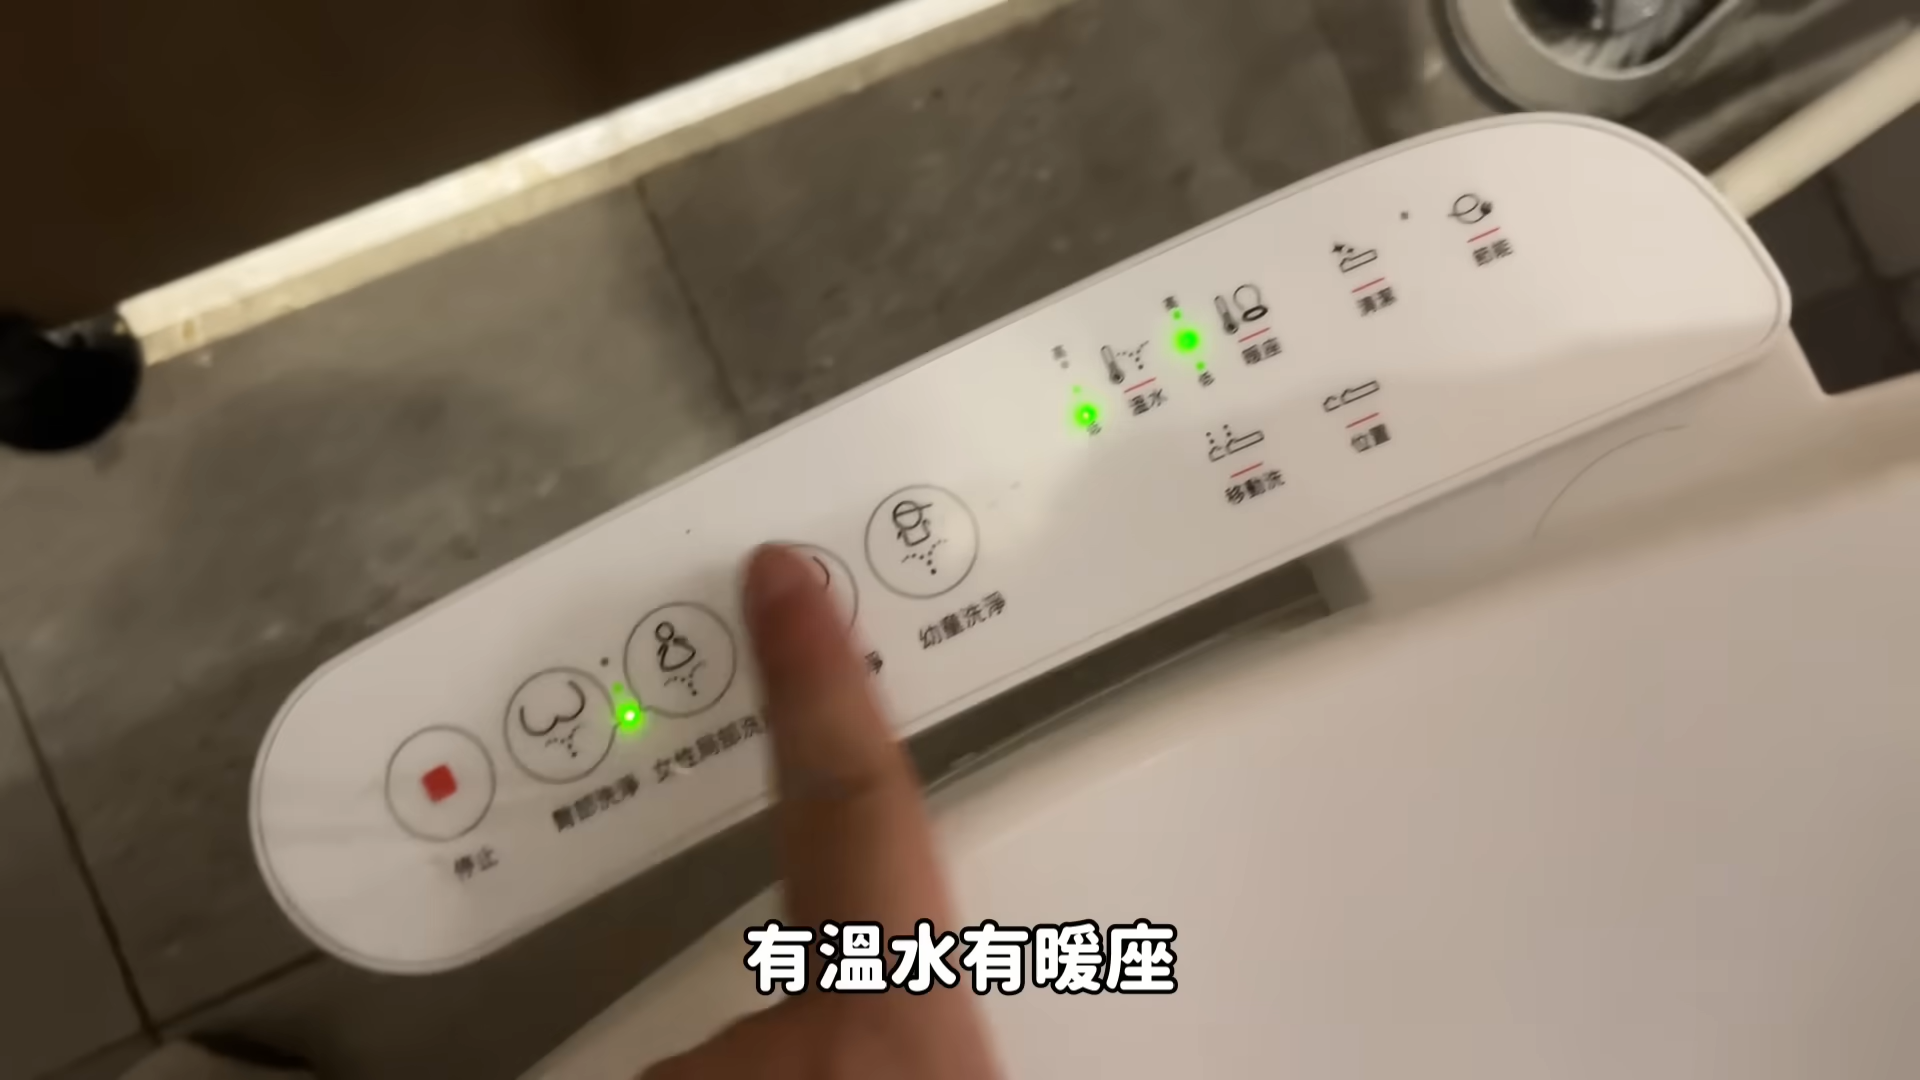 節能
清潔
暖座
溫水
位置
移動洗
幼童洗淨
淨
女性局部洗
臀部洗淨
停止
有溫水有暖座